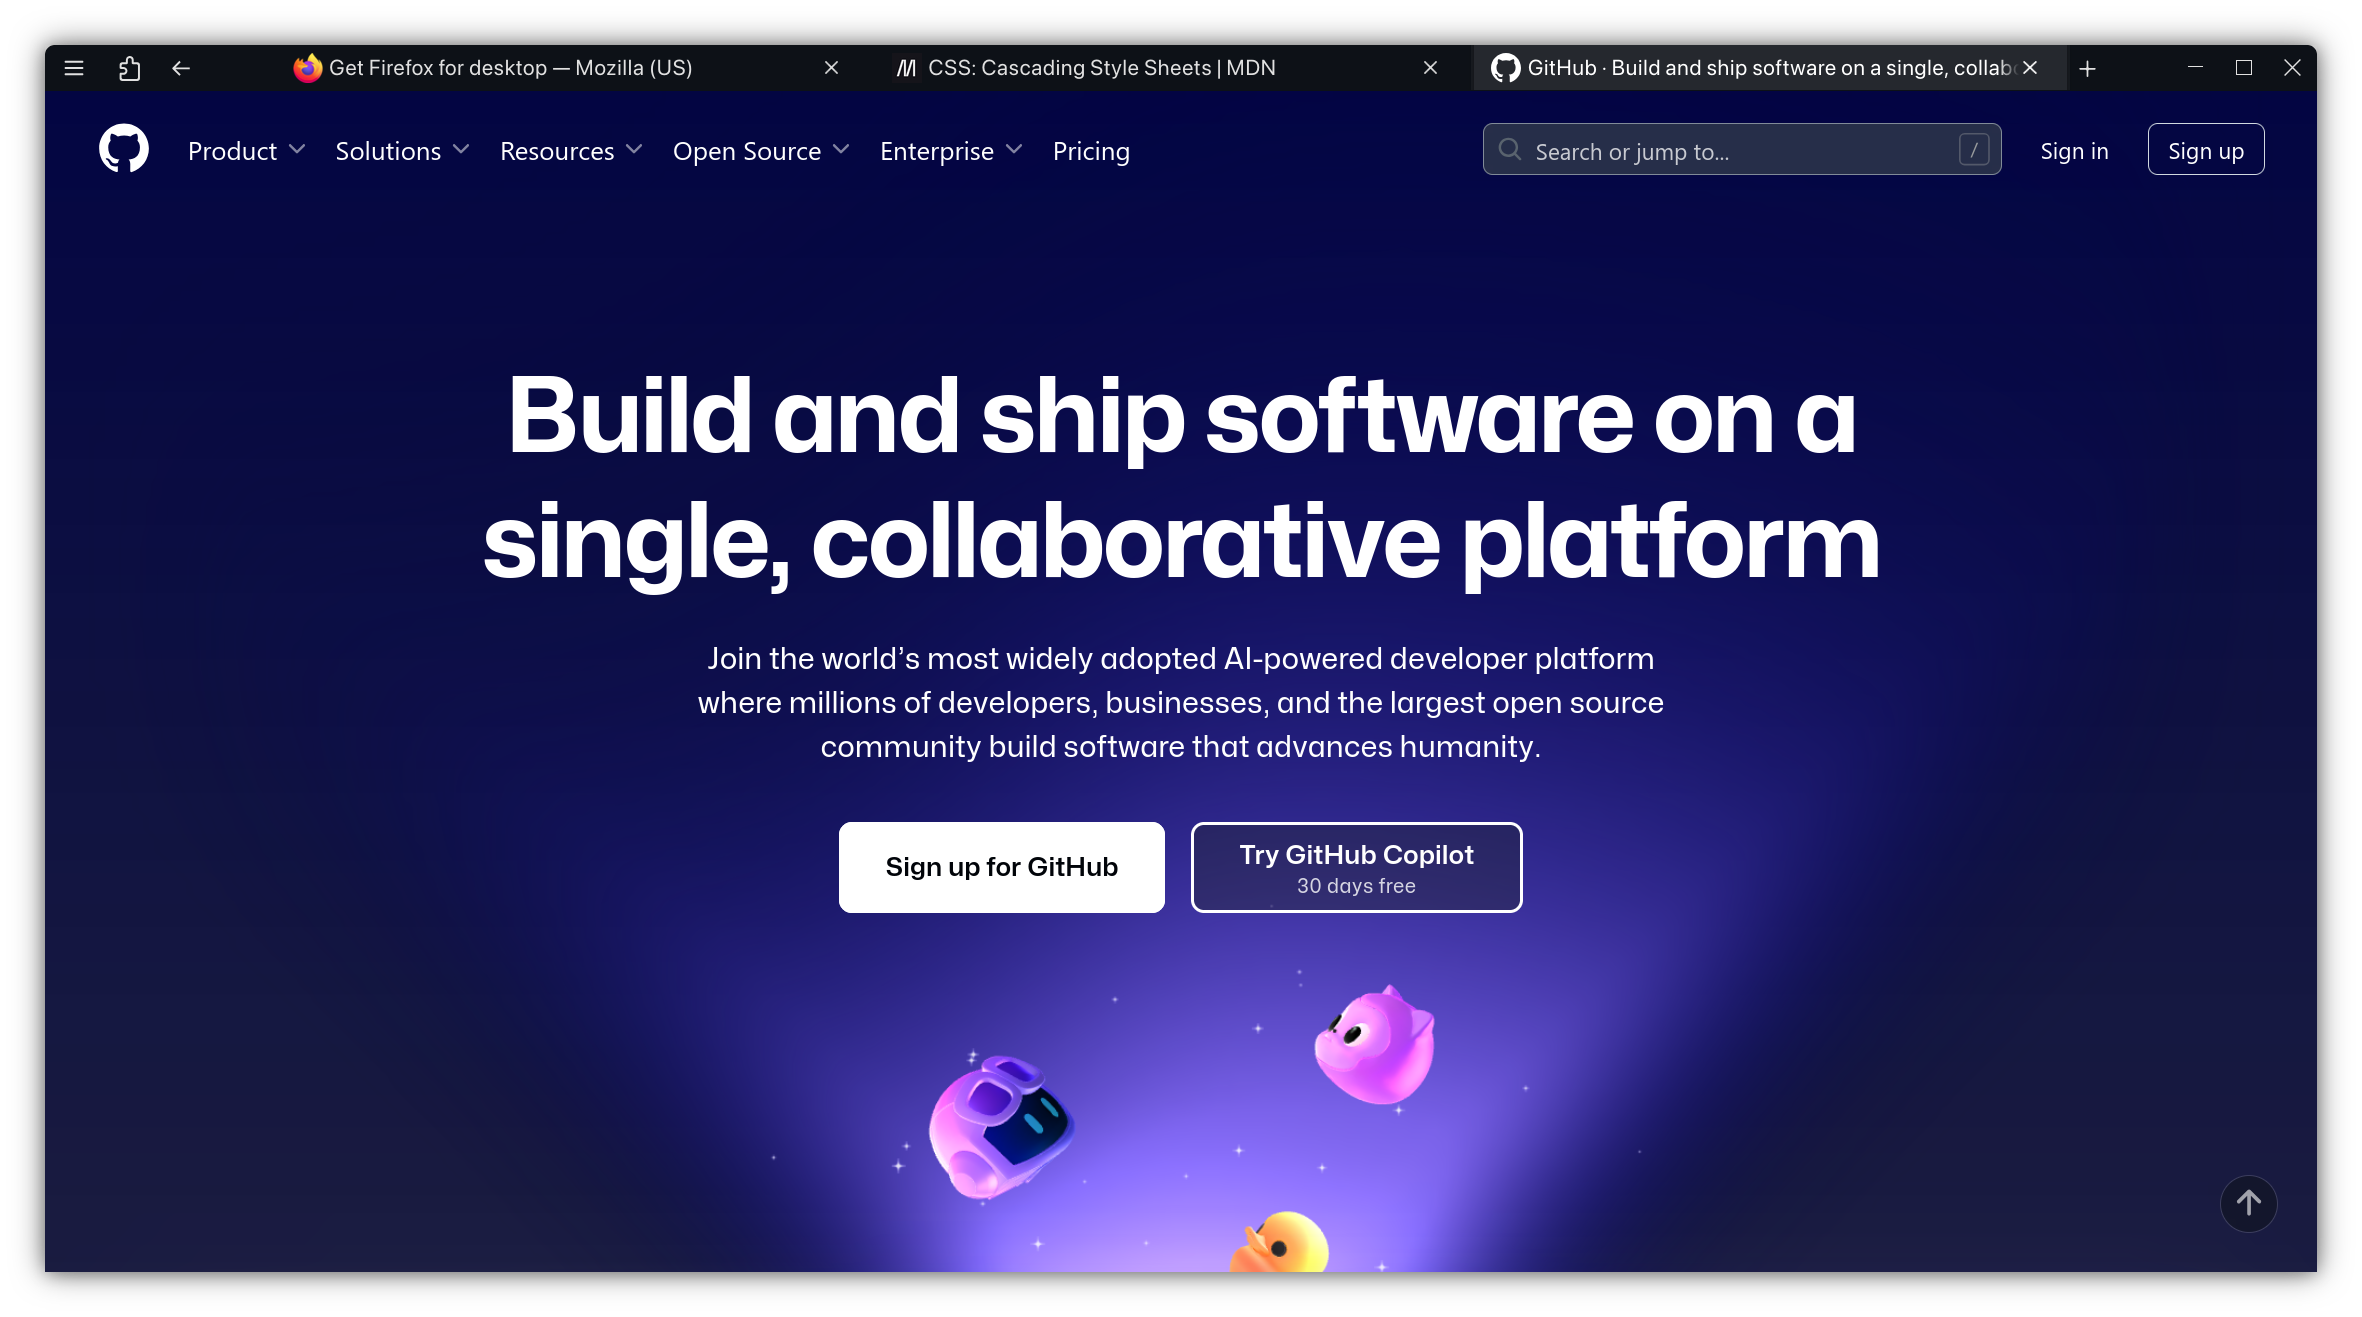 Get Firefox for desktop — Mozilla (US)
CSS: Cascading Style Sheets | MDN
GitHub · Build and ship software on a single, collab
Product
Solutions
Resources
Open Source
Enterprise
Pricing
Search or jump to...
/
Sign in
Sign up
Build and ship software on a
single, collaborative platform
Join the world’s most widely adopted AI-powered developer platform
where millions of developers, businesses, and the largest open source
community build software that advances humanity.
Sign up for GitHub
Try GitHub Copilot
30 days free